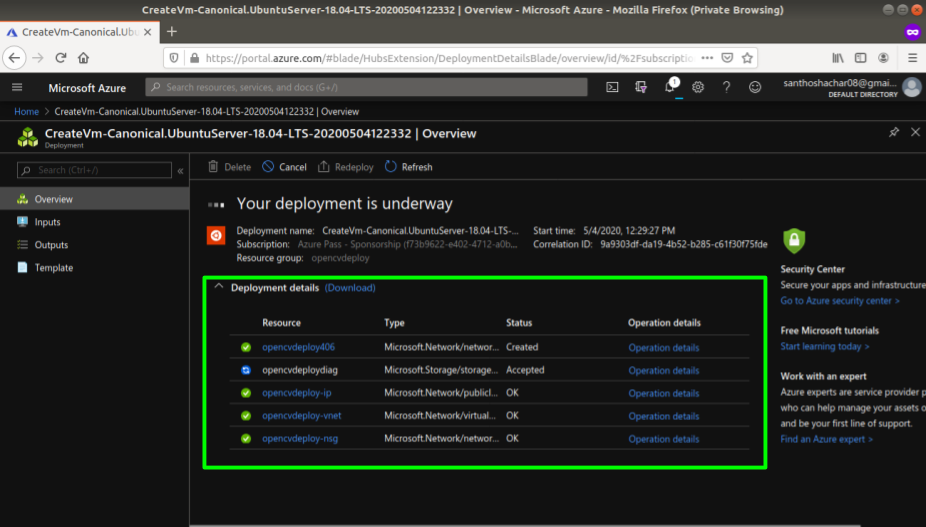 CreateVm-Canonical.UbuntuServer-18.04-LTS-20200504122332 | Overview - Microsoft Azure - Mozilla Firefox (Private Browsing)
CreateVm-Canonical.Ubu
https://portal.azure.com/#blade/HubsExtension/DeploymentDetailsBlade/overview/id/%2Fsubscriptio
Microsoft Azure
Search resources, services, and docs (G+/)
1
santhoshachar08@gmai...
DEFAULT DIRECTORY
Home > CreateVm-Canonical.UbuntuServer-18.04-LTS-20200504122332 | Overview
CreateVm-Canonical.UbuntuServer-18.04-LTS-20200504122332 | Overview
Deployment
Search (Ctrl+/)
«
Overview
Inputs
Outputs
Template
Delete Cancel Redeploy Refresh
Your deployment is underway
Deployment name: CreateVm-Canonical.UbuntuServer-18.04-LTS-...
Subscription: Azure Pass - Sponsorship (f73b9622-e402-4712-a0b...
Resource group: opencvdeploy
Start time: 5/4/2020, 12:29:27 PM
Correlation ID: 9a9303df-da19-4b52-b285-c61f30f75fde
Deployment details (Download)
Resource Type Status Operation details
opencvdeploy406 Microsoft.Network/networ... Created Operation details
opencvdeploydiag Microsoft.Storage/storage... Accepted Operation details
opencvdeploy-ip Microsoft.Network/publicI... OK Operation details
opencvdeploy-vnet Microsoft.Network/virtual... OK Operation details
opencvdeploy-nsg Microsoft.Network/networ... OK Operation details
Security Center
Secure your apps and infrastructure
Go to Azure security center >
Free Microsoft tutorials
Start learning today >
Work with an expert
Azure experts are service provider p
who can help manage your assets o
and be your first line of support.
Find an Azure expert >